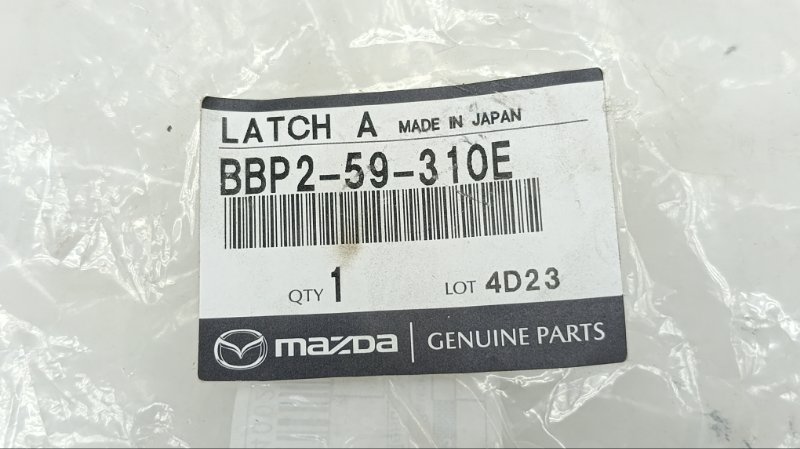 LATCH A MADE IN JAPAN
BBP2-59-310E
QTY 1 LOT 4D23
mazda GENUINE PARTS